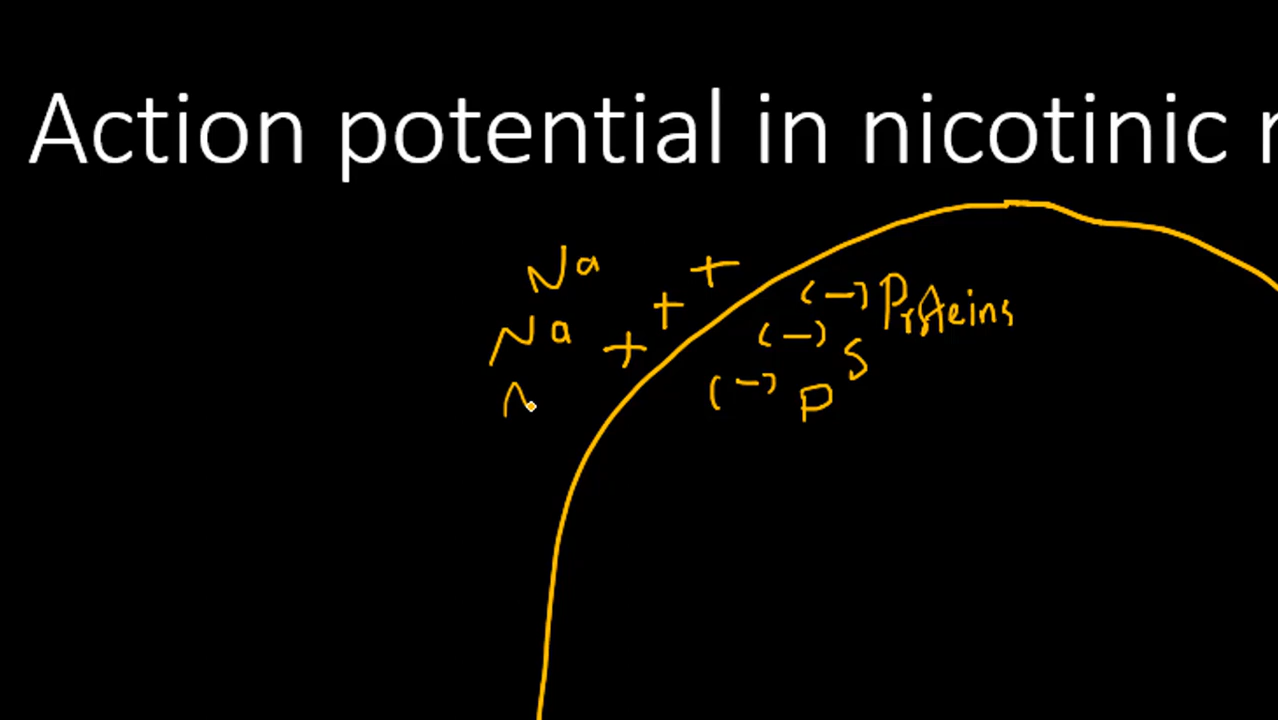 Action potential in nicotinic r
Na +
Na + +
(-) Proteins
(-) S
(-) P
N